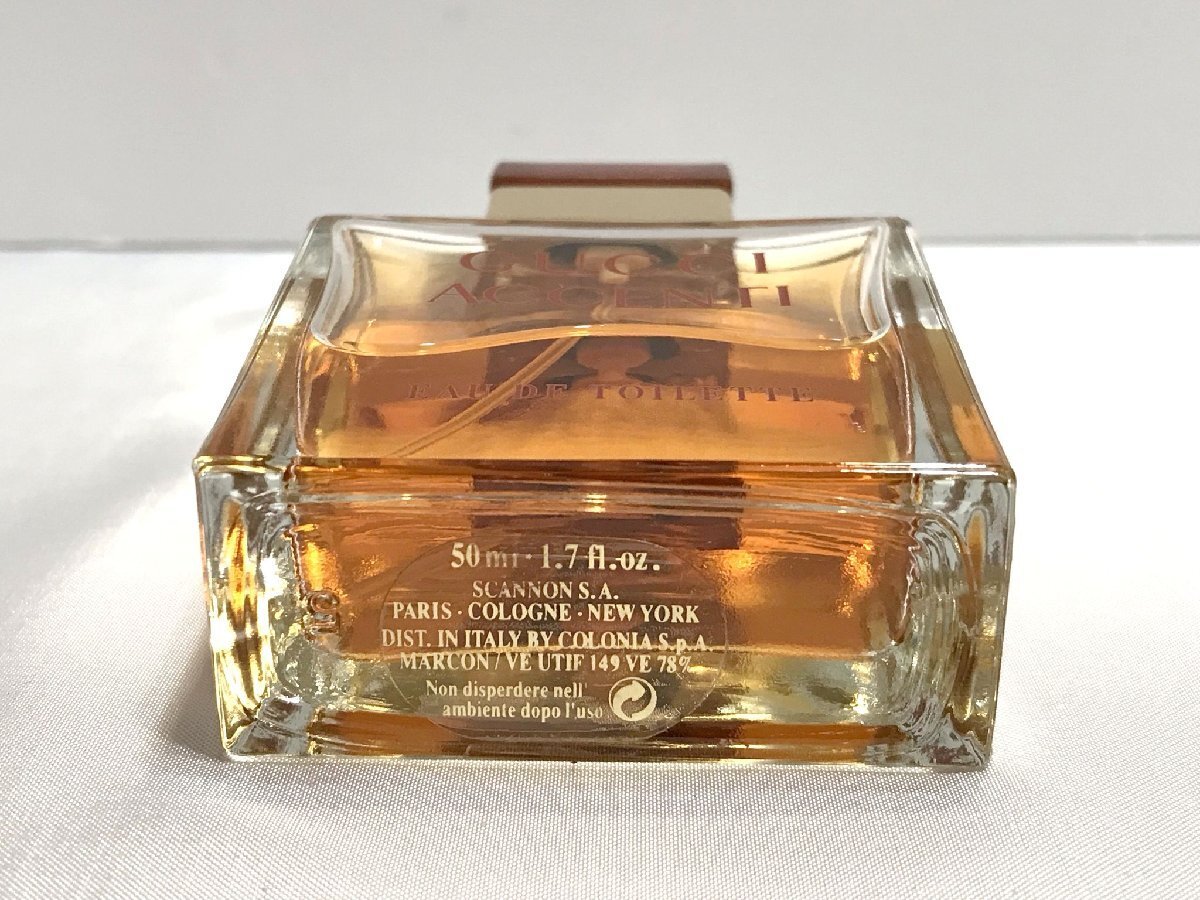 GUCCI
ACCENTI
EAU DE TOILETTE
50 ml · 1.7 fl.oz.
SCANNON S.A.
PARIS · COLOGNE · NEW YORK
DIST. IN ITALY BY COLONIA S.p.A.
MARCON / VE UTIF 149 VE 78%
Non disperdere nell'
ambiente dopo l'uso